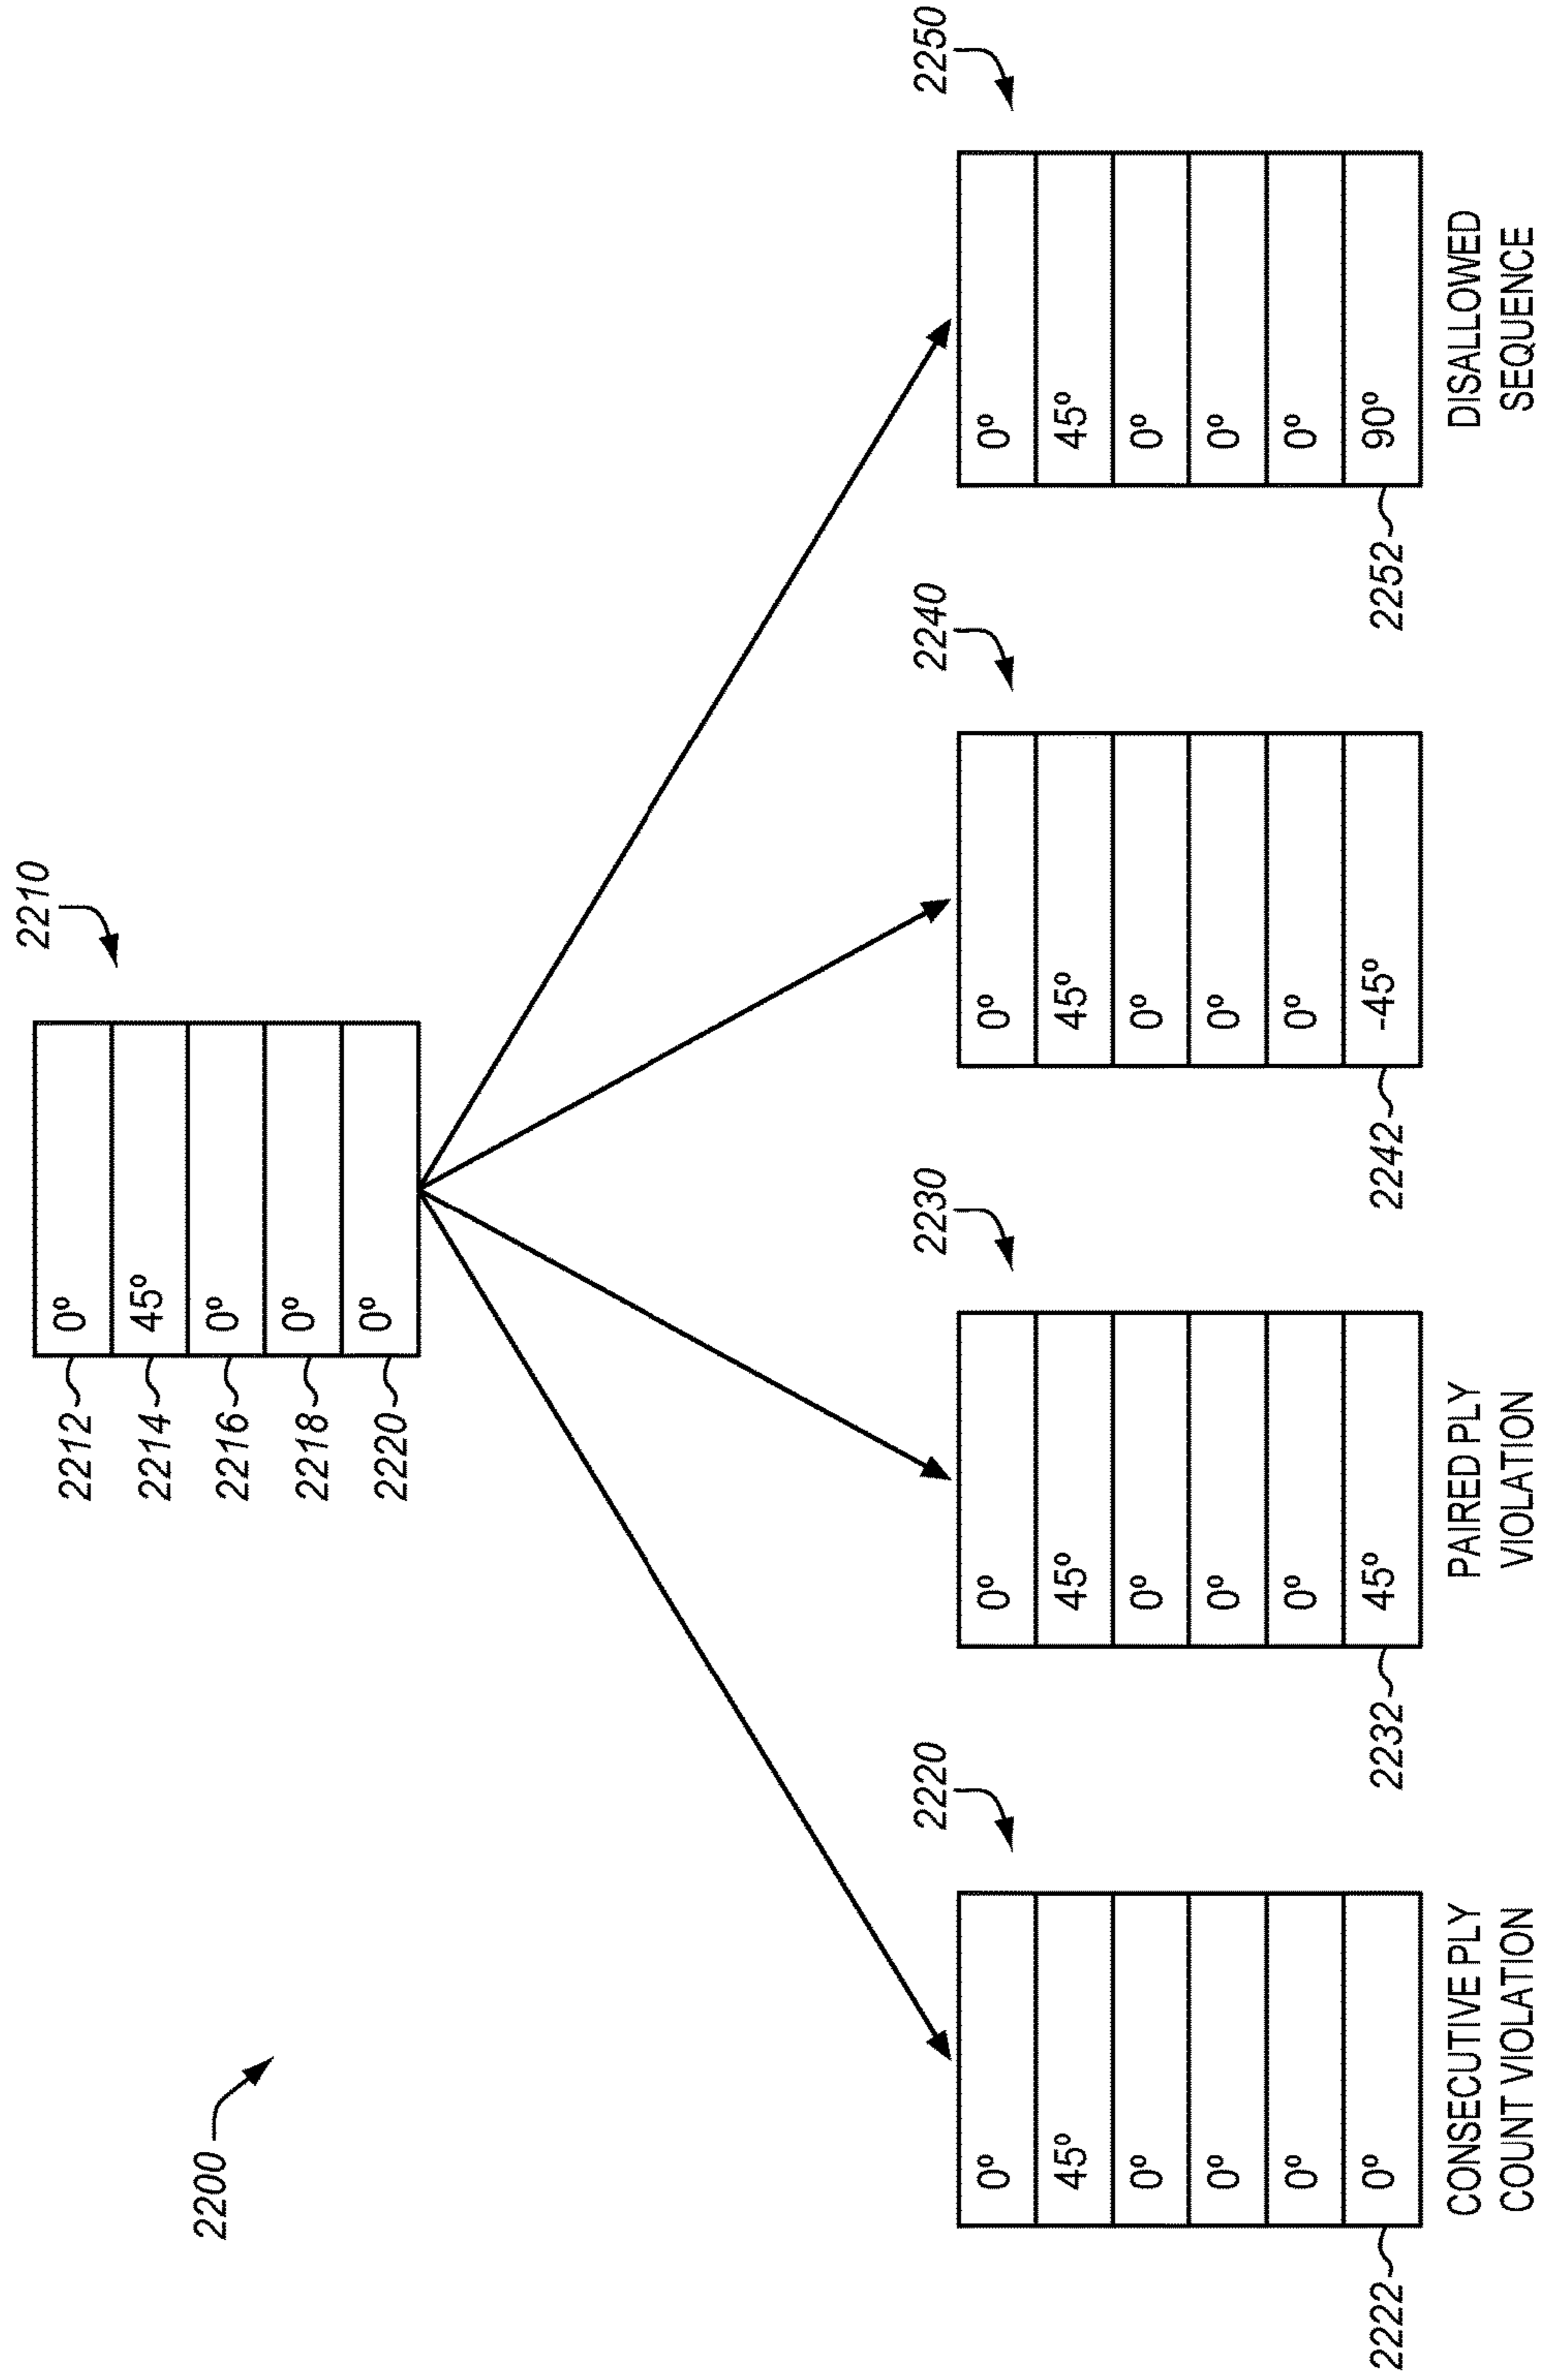 2210
2212 0°
2214 45°
2216 0°
2200
2218 0°
2220 0°
2220 2230 2240 2250
0° 0° 0° 0°
45° 45° 45° 45°
0° 0° 0° 0°
0° 0° 0° 0°
0° 0° 0° 0°
2222 0° 2232 45° 2242 -45° 2252 90°
CONSECUTIVE PLY
COUNT VIOLATION
PAIRED PLY
VIOLATION
DISALLOWED
SEQUENCE